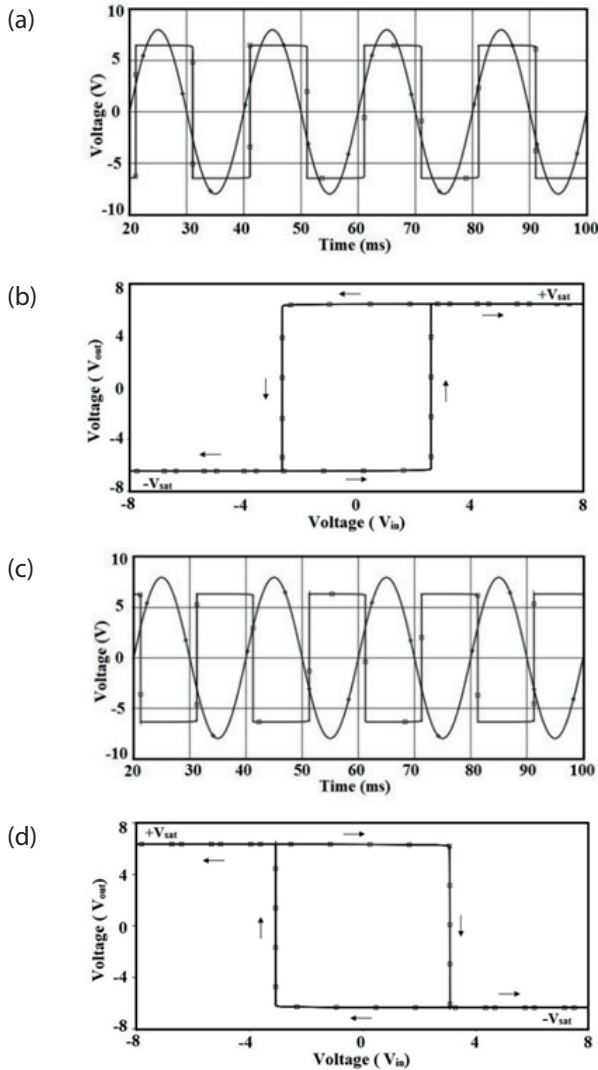 (a)
10
5
0
-5
-10
Voltage (V)
20 30 40 50 60 70 80 90 100
Time (ms)
(b)
8
4
0
-4
-8
Voltage ( Vout)
+Vsat
-Vsat
-8 -4 0 4 8
Voltage ( Vin)
(c)
10
5
0
-5
-10
Voltage (V)
20 30 40 50 60 70 80 90 100
Time (ms)
(d)
8
4
0
-4
-8
Voltage ( Vout)
+Vsat
-Vsat
-8 -4 0 4 8
Voltage ( Vin)